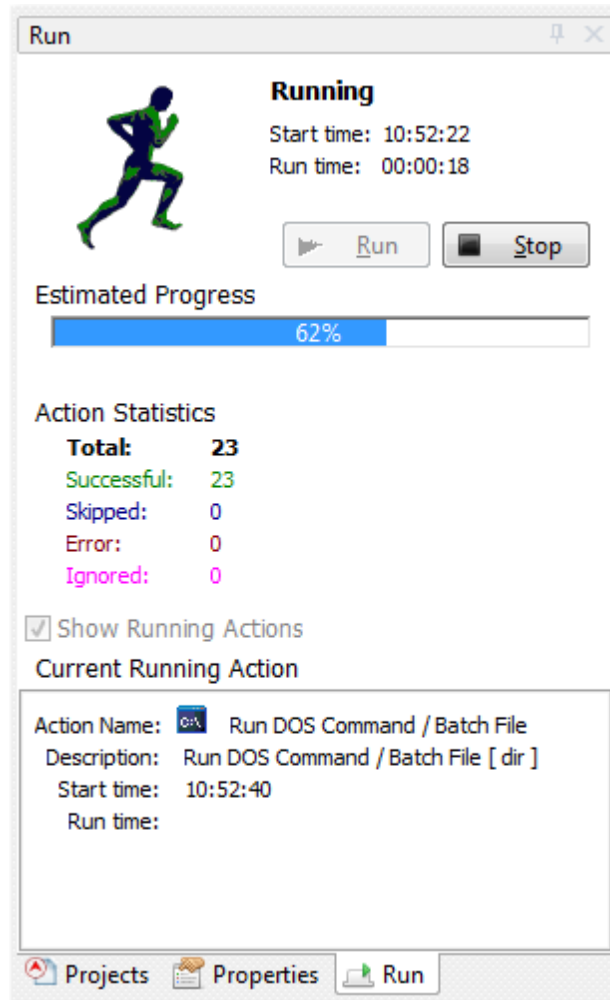 Run
Running
Start time: 10:52:22
Run time: 00:00:18
Run Stop
Estimated Progress
62%
Action Statistics
Total: 23
Successful: 23
Skipped: 0
Error: 0
Ignored: 0
Show Running Actions
Current Running Action
Action Name: C:\ Run DOS Command / Batch File
Description: Run DOS Command / Batch File [ dir ]
Start time: 10:52:40
Run time:
Projects Properties Run